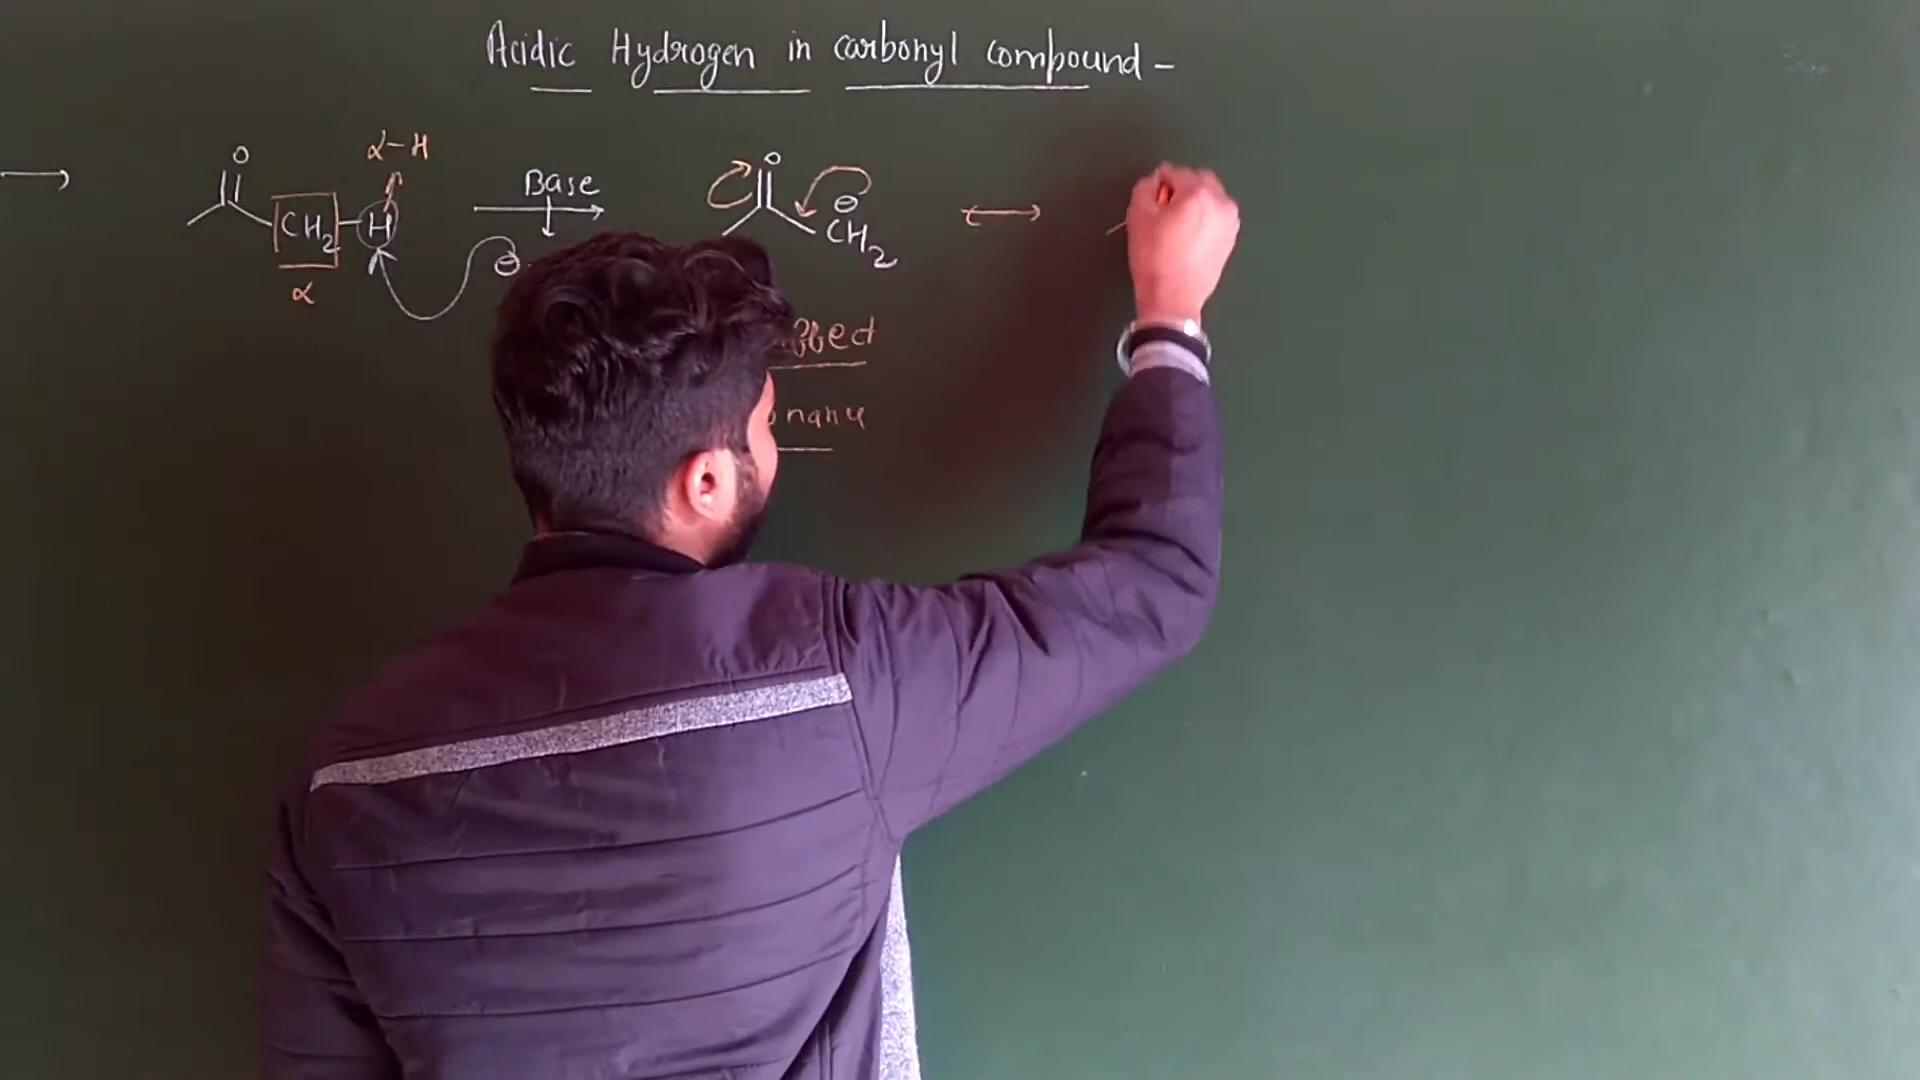 Acidic Hydrogen in carbonyl compound -
α-H
O
CH2-H
α
Base
⊖
O
⊖
CH2